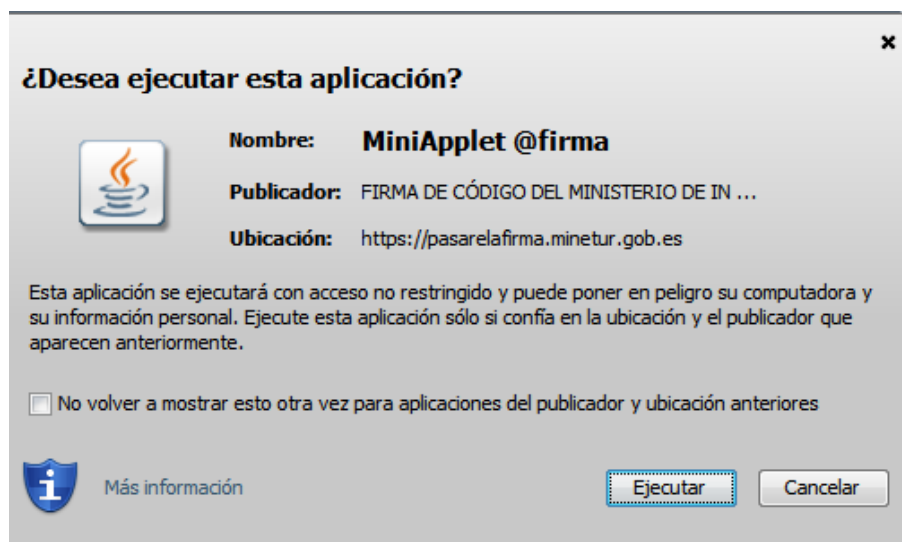 ¿Desea ejecutar esta aplicación?
Nombre: MiniApplet @firma
Publicador: FIRMA DE CÓDIGO DEL MINISTERIO DE IN ...
Ubicación: https://pasarelafirma.minetur.gob.es
Esta aplicación se ejecutará con acceso no restringido y puede poner en peligro su computadora y
su información personal. Ejecute esta aplicación sólo si confía en la ubicación y el publicador que
aparecen anteriormente.
No volver a mostrar esto otra vez para aplicaciones del publicador y ubicación anteriores
Más información
Ejecutar
Cancelar